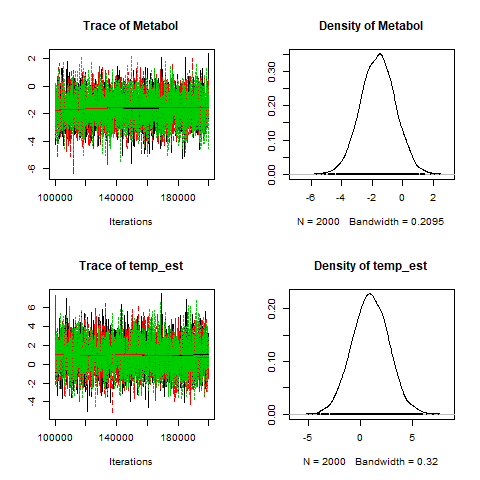 Trace of Metabol
2
0
-2
-4
-6
100000 140000 180000
Iterations
Density of Metabol
0.30
0.20
0.10
0.00
-6 -4 -2 0 2
N = 2000 Bandwidth = 0.2095
Trace of temp_est
6
4
2
0
-2
-4
100000 140000 180000
Iterations
Density of temp_est
0.20
0.10
0.00
-5 0 5
N = 2000 Bandwidth = 0.32